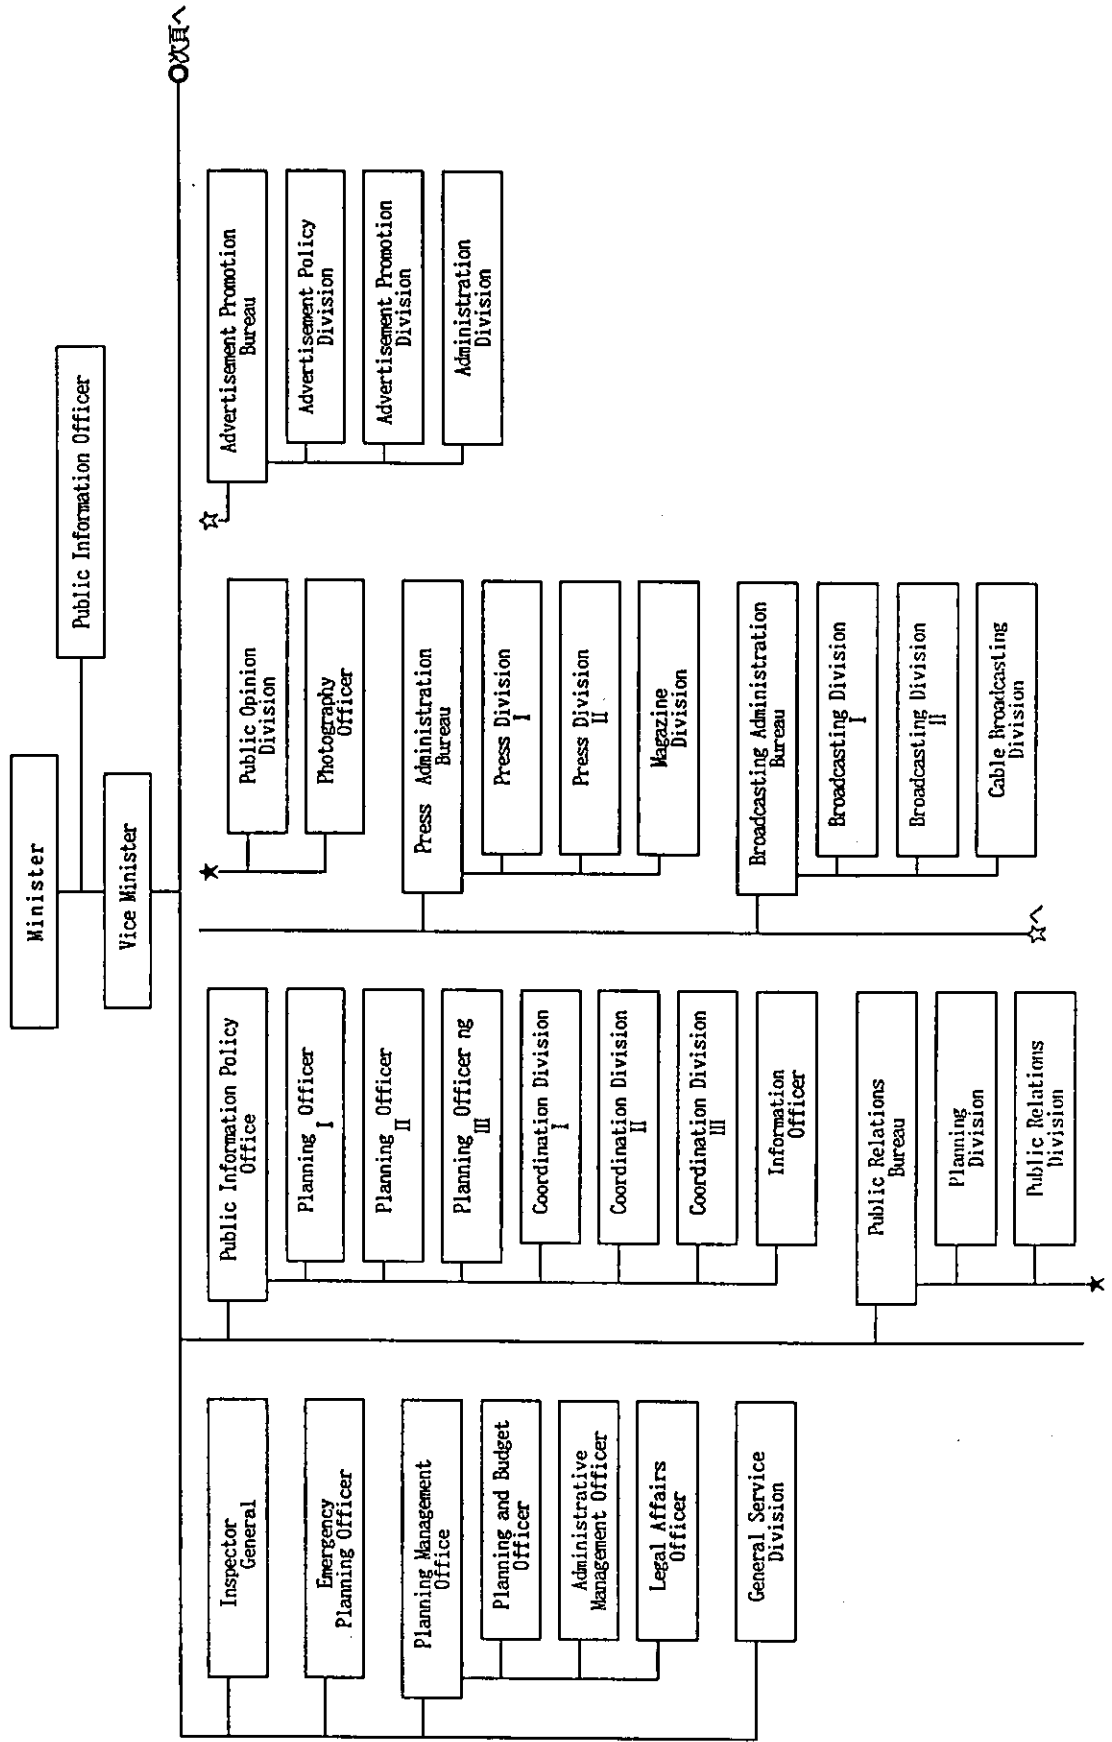 Minister
Public Information Officer
Vice Minister
○次頁へ
Inspector
General
Emergency
Planning Officer
Planning Management
Office
Planning and Budget
Officer
Administrative
Management Officer
Legal Affairs
Officer
General Service
Division
Public Information Policy
Office
Planning Officer
I
Planning Officer
II
Planning Officer ng
III
Coordination Division
I
Coordination Division
II
Coordination Division
III
Information
Officer
Public Relations
Bureau
Planning
Division
Public Relations
Division
★
★
Public Opinion
Division
Photography
Officer
Press Administration
Bureau
Press Division
I
Press Division
II
Magazine
Division
Broadcasting Administration
Bureau
Broadcasting Division
I
Broadcasting Division
II
Cable Broadcasting
Division
☆へ
☆
Advertisement Promotion
Bureau
Advertisement Policy
Division
Advertisement Promotion
Division
Administration
Division